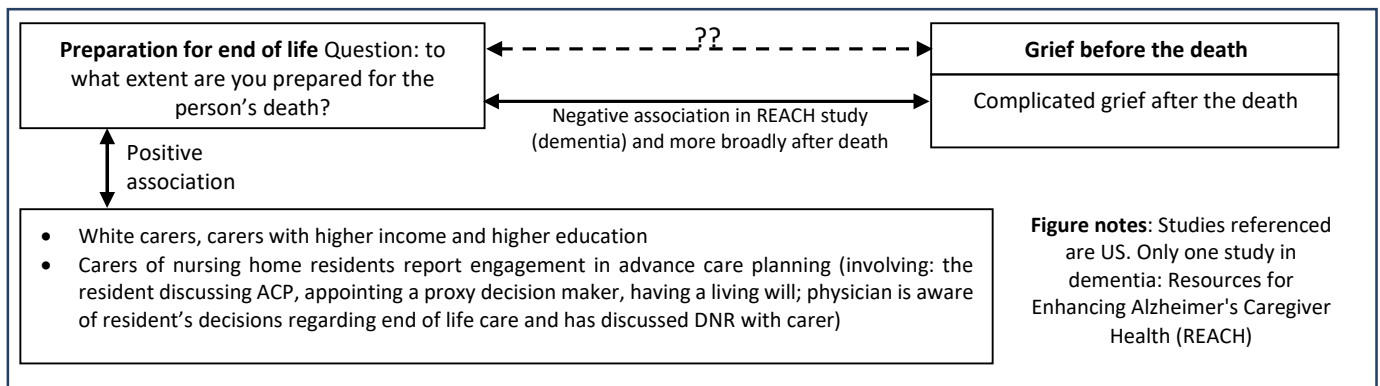 Preparation for end of life Question: to
what extent are you prepared for the
person’s death?
??
Grief before the death
Complicated grief after the death
Negative association in REACH study
(dementia) and more broadly after death
Positive
association
• White carers, carers with higher income and higher education
• Carers of nursing home residents report engagement in advance care planning (involving: the
resident discussing ACP, appointing a proxy decision maker, having a living will; physician is aware
of resident’s decisions regarding end of life care and has discussed DNR with carer)
Figure notes: Studies referenced
are US. Only one study in
dementia: Resources for
Enhancing Alzheimer's Caregiver
Health (REACH)